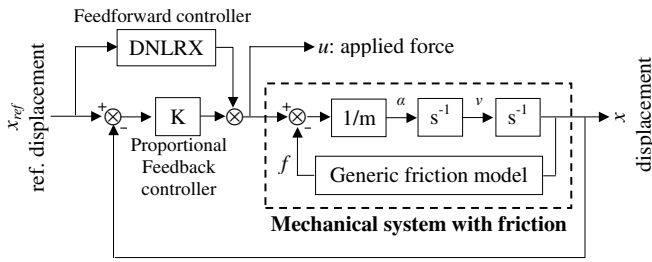 Feedforward controller
DNLRX
u: applied force
x_ref
ref. displacement
+
−
K
Proportional
Feedback
controller
+
−
1/m
α
s⁻¹
v
s⁻¹
x
displacement
f
Generic friction model
Mechanical system with friction